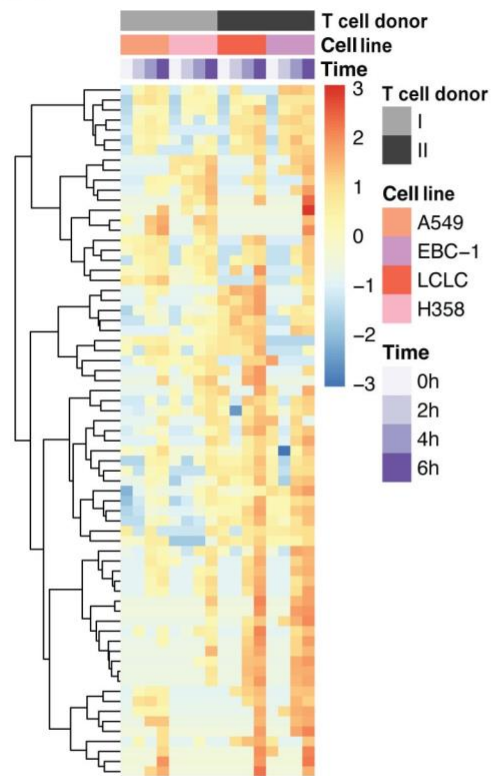 T cell donor
Cell line
Time
3
2
1
0
−1
−2
−3
T cell donor
I
II
Cell line
A549
EBC−1
LCLC
H358
Time
0h
2h
4h
6h